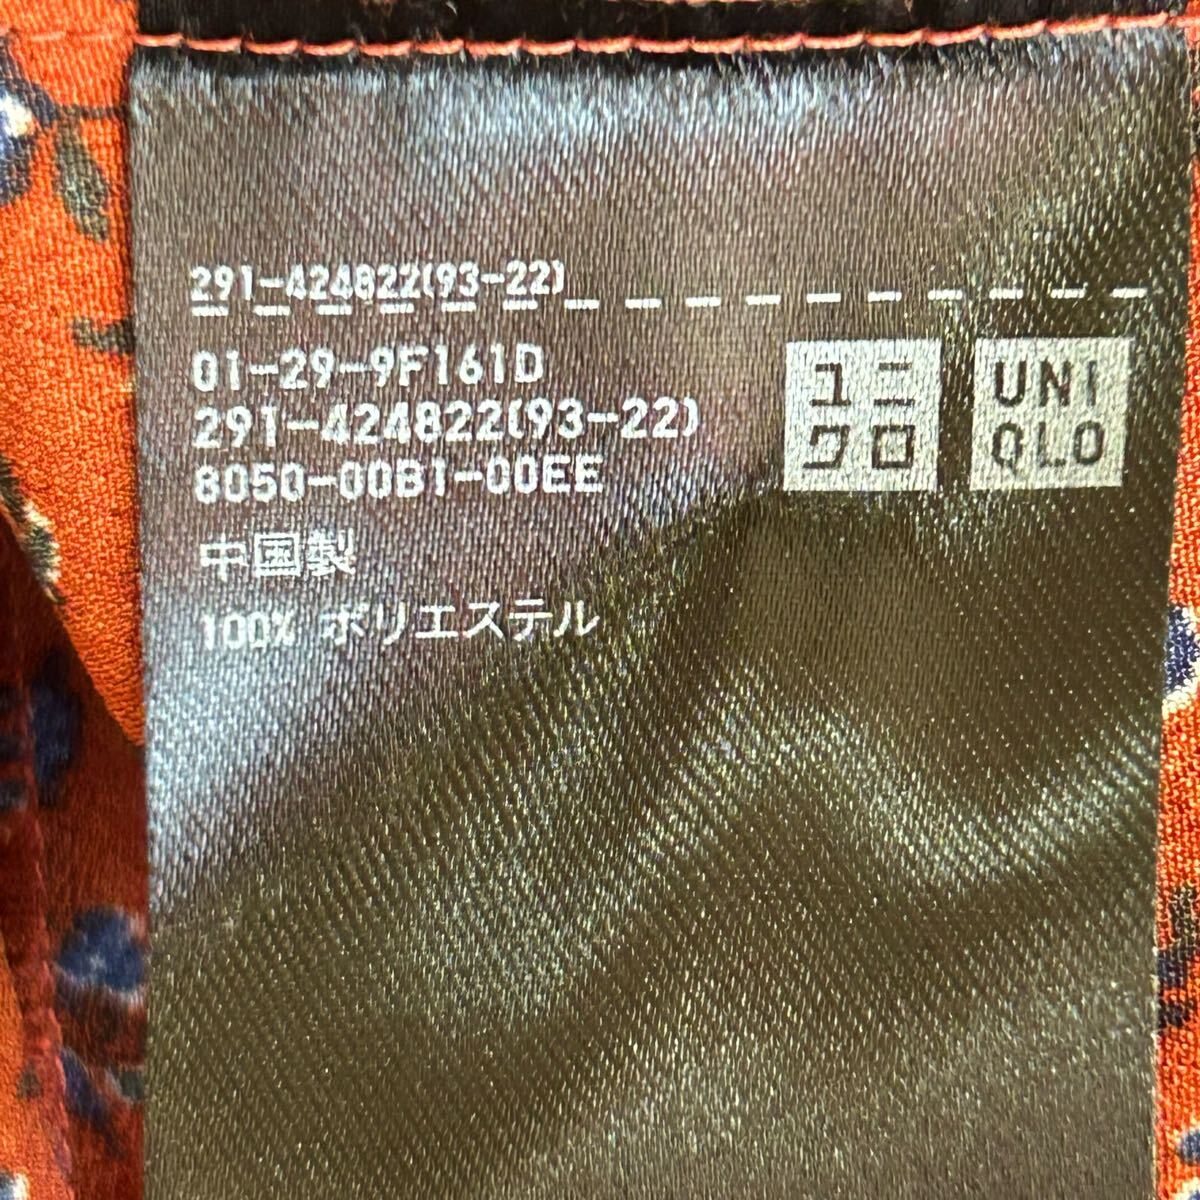 291-424822(93-22)
01-29-9F161D
291-424822(93-22)
8050-00B1-00EE
中国製
100% ポリエステル
ユニ
クロ
UNI
QLO